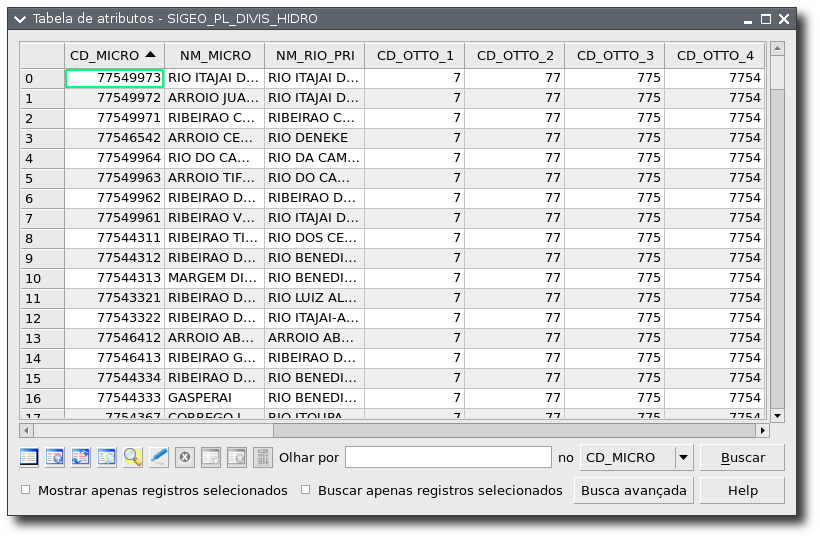 Tabela de atributos - SIGEO_PL_DIVIS_HIDRO
CD_MICRO NM_MICRO NM_RIO_PRI CD_OTTO_1 CD_OTTO_2 CD_OTTO_3 CD_OTTO_4
0 77549973 RIO ITAJAI D... RIO ITAJAI D... 7 77 775 7754
1 77549972 ARROIO JUA... RIO ITAJAI D... 7 77 775 7754
2 77549971 RIBEIRAO C... RIBEIRAO C... 7 77 775 7754
3 77546542 ARROIO CE... RIO DENEKE 7 77 775 7754
4 77549964 RIO DO CA... RIO DA CAM... 7 77 775 7754
5 77549963 ARROIO TIF... RIO DO CA... 7 77 775 7754
6 77549962 RIBEIRAO D... RIBEIRAO D... 7 77 775 7754
7 77549961 RIBEIRAO V... RIO ITAJAI D... 7 77 775 7754
8 77544311 RIBEIRAO TI... RIO DOS CE... 7 77 775 7754
9 77544312 RIBEIRAO D... RIO BENEDI... 7 77 775 7754
10 77544313 MARGEM DI... RIO BENEDI... 7 77 775 7754
11 77543321 RIBEIRAO D... RIO LUIZ AL... 7 77 775 7754
12 77543322 RIBEIRAO D... RIO ITAJAI-A... 7 77 775 7754
13 77546412 ARROIO AB... ARROIO AB... 7 77 775 7754
14 77546413 RIBEIRAO G... RIBEIRAO D... 7 77 775 7754
15 77544334 RIBEIRAO D... RIO BENEDI... 7 77 775 7754
16 77544333 GASPERAI RIO BENEDI... 7 77 775 7754
17 7754367 CORREGO I... RIO ITOUPA... 7 77 775 7754
Olhar por no CD_MICRO Buscar
Mostrar apenas registros selecionados Buscar apenas registros selecionados Busca avançada Help